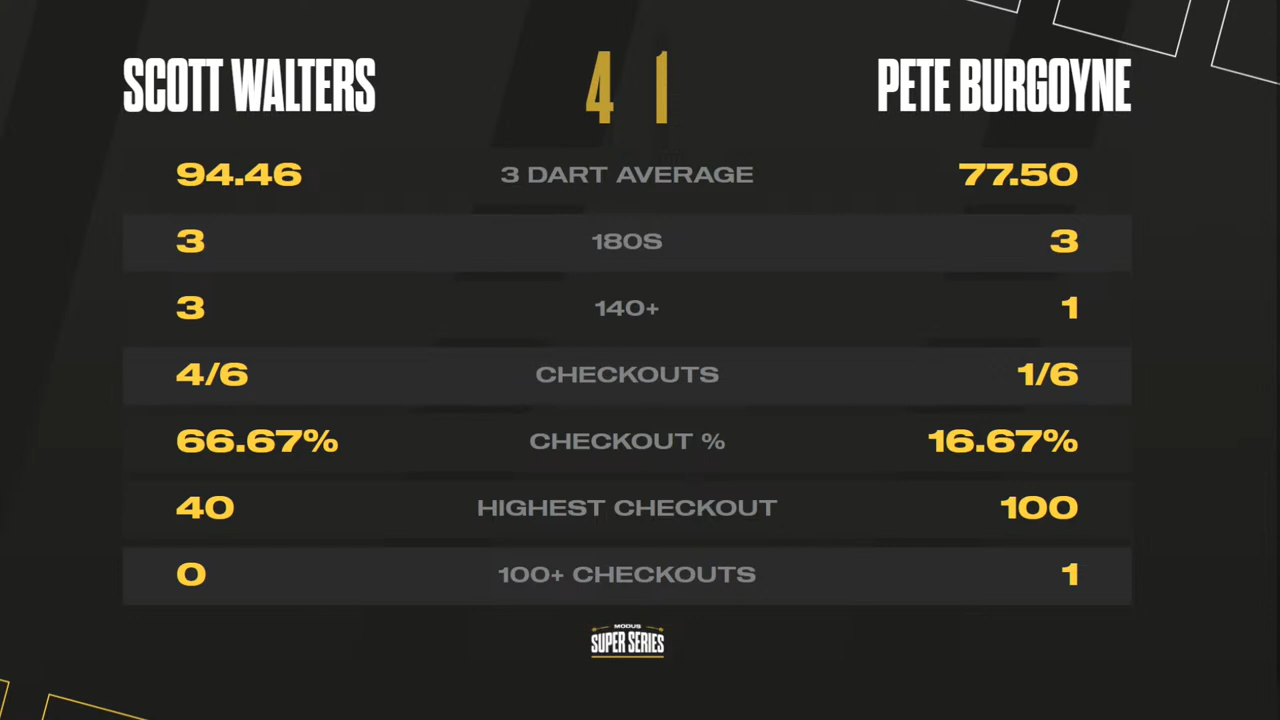 SCOTT WALTERS 4 1 PETE BURGOYNE
94.46 3 DART AVERAGE 77.50
3 180S 3
3 140+ 1
4/6 CHECKOUTS 1/6
66.67% CHECKOUT % 16.67%
40 HIGHEST CHECKOUT 100
0 100+ CHECKOUTS 1
MODUS
SUPER SERIES